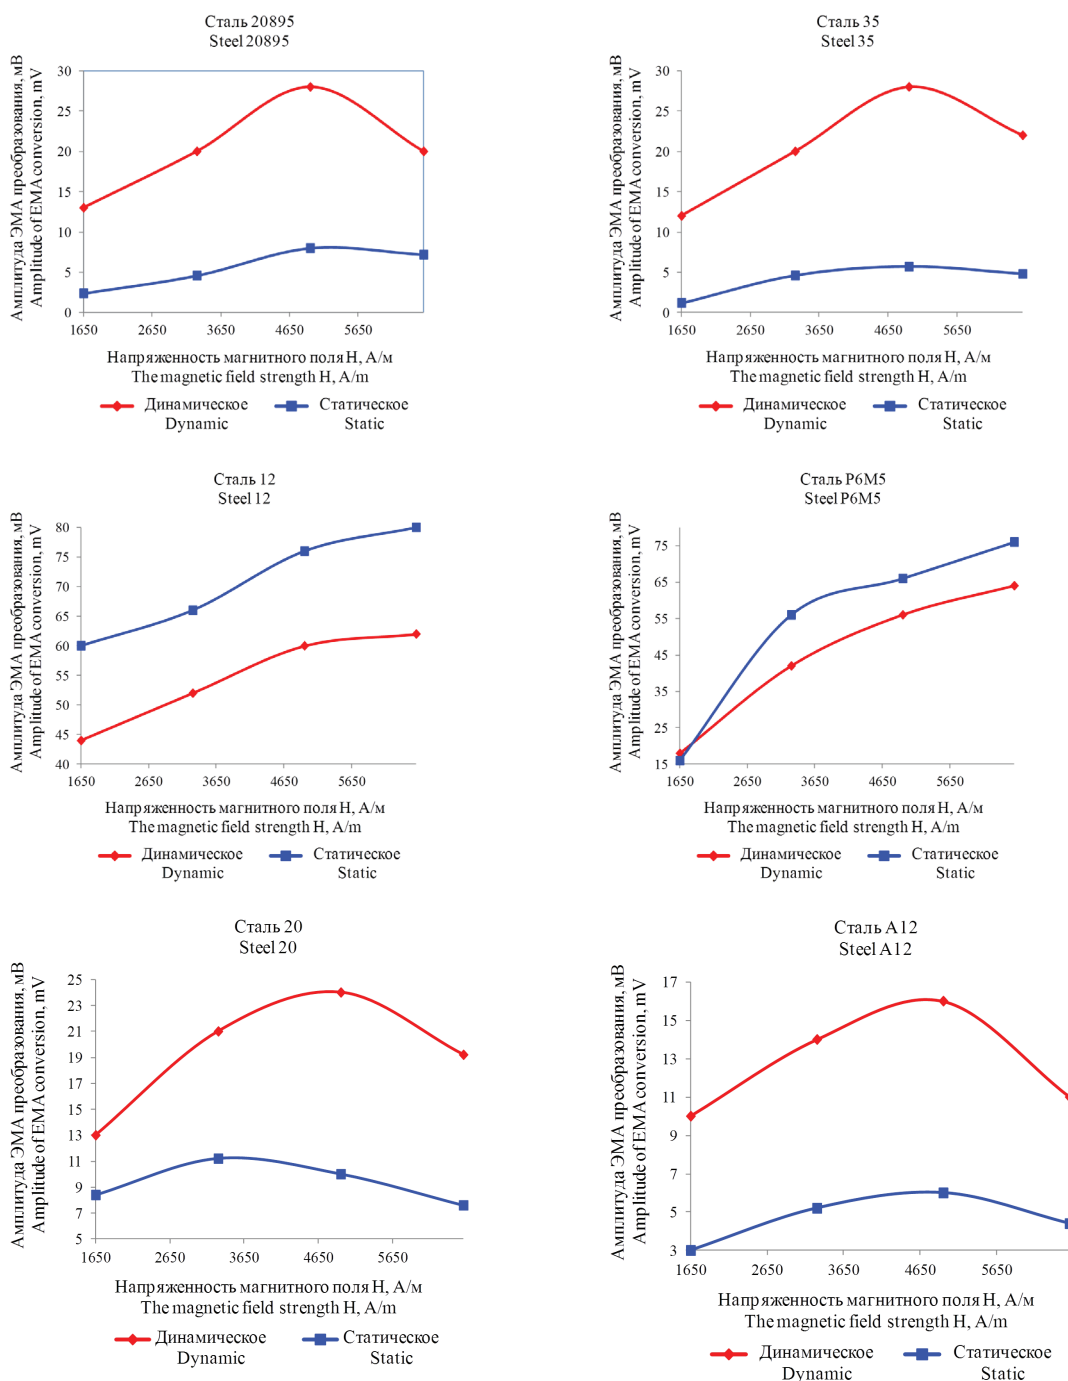 Сталь 20895
Steel 20895
Амплитуда ЭМА преобразования, мВ
Amplitude of EMA conversion, mV
30
25
20
15
10
5
0
1650 2650 3650 4650 5650
Напряженность магнитного поля H, А/м
The magnetic field strength H, A/m
Динамическое Статическое
Dynamic Static
Сталь 35
Steel 35
Амплитуда ЭМА преобразования, мВ
Amplitude of EMA conversion, mV
30
25
20
15
10
5
0
1650 2650 3650 4650 5650
Напряженность магнитного поля H, А/м
The magnetic field strength H, A/m
Динамическое Статическое
Dynamic Static
Сталь 12
Steel 12
Амплитуда ЭМА преобразования, мВ
Amplitude of EMA conversion, mV
80
75
70
65
60
55
50
45
40
1650 2650 3650 4650 5650
Напряженность магнитного поля H, А/м
The magnetic field strength H, A/m
Динамическое Статическое
Dynamic Static
Сталь Р6М5
Steel P6M5
Амплитуда ЭМА преобразования, мВ
Amplitude of EMA conversion, mV
75
65
55
45
35
25
15
1650 2650 3650 4650 5650
Напряженность магнитного поля H, А/м
The magnetic field strength H, A/m
Динамическое Статическое
Dynamic Static
Сталь 20
Steel 20
Амплитуда ЭМА преобразования, мВ
Amplitude of EMA conversion, mV
25
23
21
19
17
15
13
11
9
7
5
1650 2650 3650 4650 5650
Напряженность магнитного поля H, А/м
The magnetic field strength H, A/m
Динамическое Статическое
Dynamic Static
Сталь А12
Steel A12
Амплитуда ЭМА преобразования, мВ
Amplitude of EMA conversion, mV
17
15
13
11
9
7
5
3
1650 2650 3650 4650 5650
Напряженность магнитного поля H, А/м
The magnetic field strength H, A/m
Динамическое Статическое
Dynamic Static